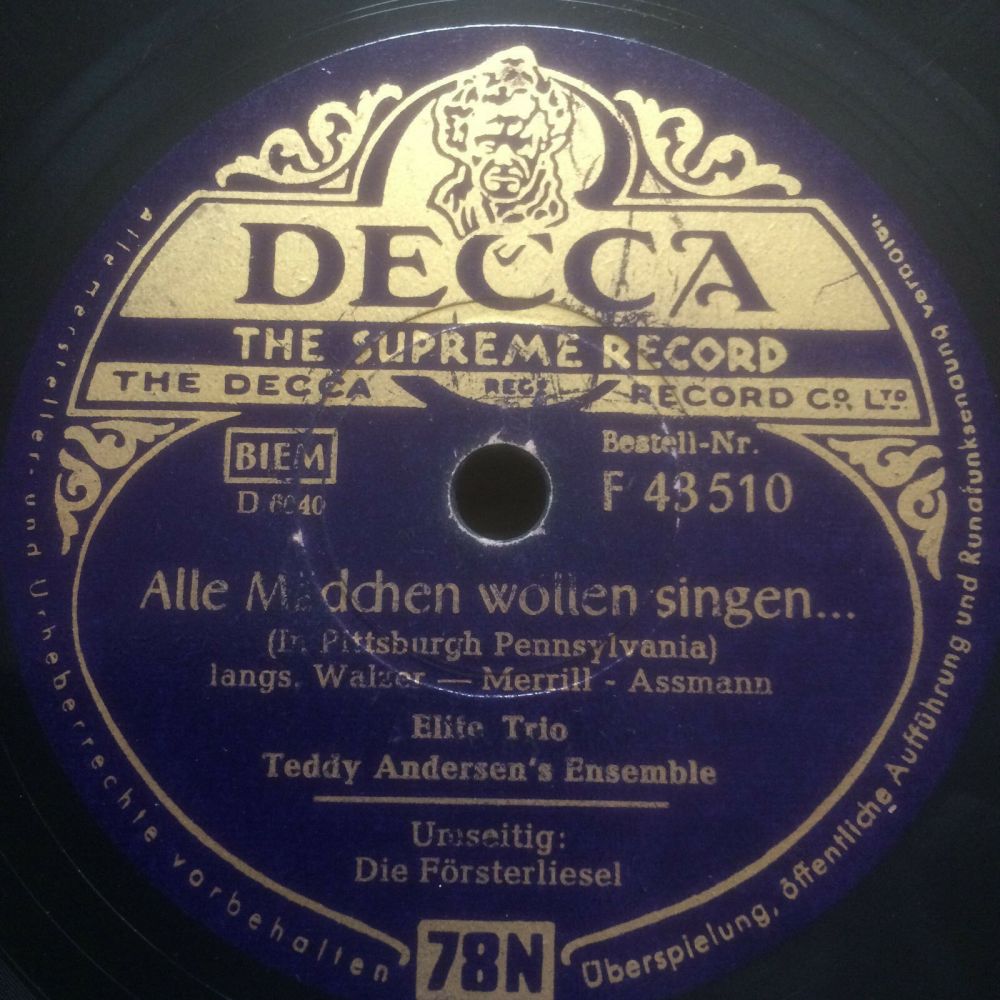 DECCA
THE SUPREME RECORD
THE DECCA REGD. RECORD CO. LTD.
BIEM
D 6040
Bestell-Nr.
F 43510
Alle Mädchen wollen singen...
(In Pittsburgh Pennsylvania)
langs. Walzer — Merrill - Assmann
Elite Trio
Teddy Andersen's Ensemble
Umseitig:
Die Försterliesel
78N
Alle Hersteller- und Urheberrechte vorbehalten
Überspielung, öffentliche Aufführung und Rundfunksendung verboten.